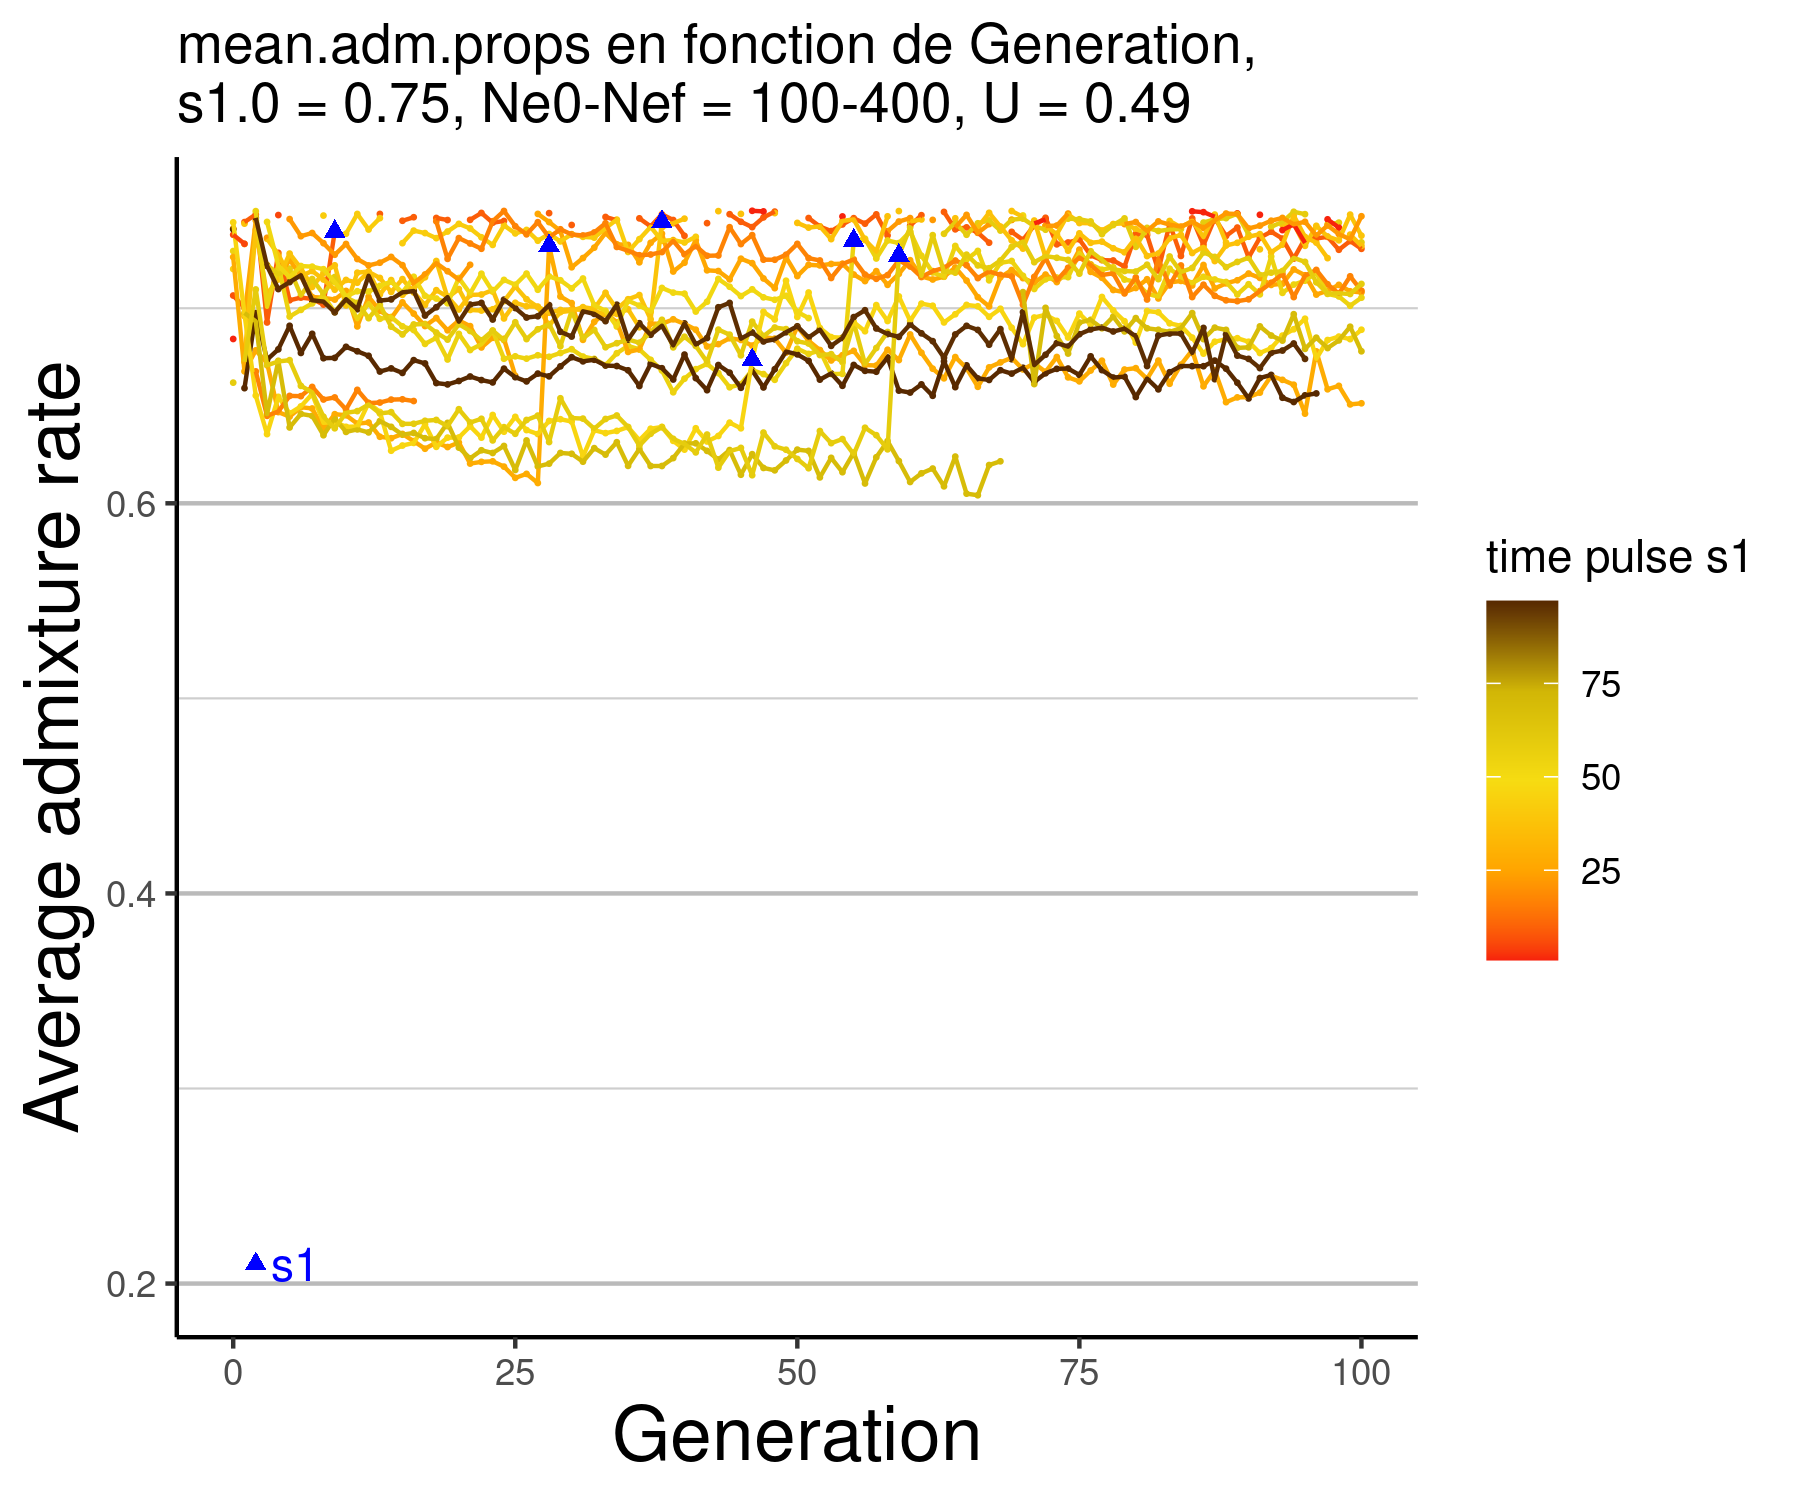 mean.adm.props en fonction de Generation,
s1.0 = 0.75, Ne0-Nef = 100-400, U = 0.49
Average admixture rate
0.6
0.4
0.2
s1
0 25 50 75 100
Generation
time pulse s1
75
50
25